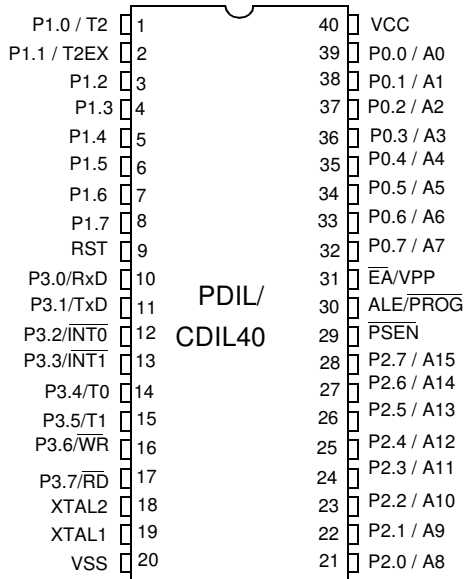 P1.0 / T2 1 40 VCC
P1.1 / T2EX 2 39 P0.0 / A0
P1.2 3 38 P0.1 / A1
P1.3 4 37 P0.2 / A2
P1.4 5 36 P0.3 / A3
P1.5 6 35 P0.4 / A4
P1.6 7 34 P0.5 / A5
P1.7 8 33 P0.6 / A6
RST 9 32 P0.7 / A7
P3.0/RxD 10 31 E̅A̅/VPP
P3.1/TxD 11 PDIL/ 30 ALE/P̅R̅O̅G̅
P3.2/I̅N̅T̅0̅ 12 CDIL40 29 P̅S̅E̅N̅
P3.3/I̅N̅T̅1̅ 13 28 P2.7 / A15
P3.4/T0 14 27 P2.6 / A14
P3.5/T1 15 26 P2.5 / A13
P3.6/W̅R̅ 16 25 P2.4 / A12
P3.7/R̅D̅ 17 24 P2.3 / A11
XTAL2 18 23 P2.2 / A10
XTAL1 19 22 P2.1 / A9
VSS 20 21 P2.0 / A8